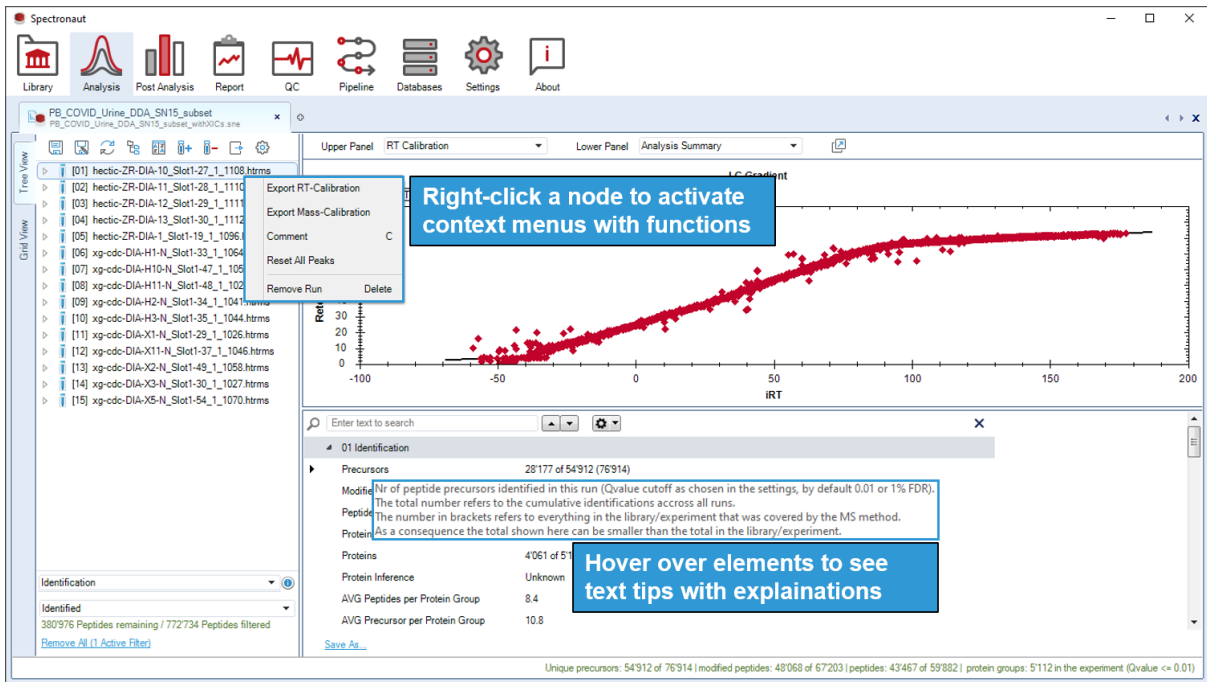 Spectronaut
Library
Analysis
Post Analysis
Report
QC
Pipeline
Databases
Settings
About
PB_COVID_Urine_DDA_SN15_subset
PB_COVID_Urine_DDA_SN15_subset_withXICs.sne
Tree View
Grid View
[01] hectic-ZR-DIA-10_Slot1-27_1_1108.htrms
[02] hectic-ZR-DIA-11_Slot1-28_1_1110
[03] hectic-ZR-DIA-12_Slot1-29_1_1111
[04] hectic-ZR-DIA-13_Slot1-30_1_1112
[05] hectic-ZR-DIA-1_Slot1-19_1_1096.
[06] xg-cdc-DIA-H1-N_Slot1-33_1_1064
[07] xg-cdc-DIA-H10-N_Slot1-47_1_105
[08] xg-cdc-DIA-H11-N_Slot1-48_1_102
[09] xg-cdc-DIA-H2-N_Slot1-34_1_1041.htrms
[10] xg-cdc-DIA-H3-N_Slot1-35_1_1044.htrms
[11] xg-cdc-DIA-X1-N_Slot1-29_1_1026.htrms
[12] xg-cdc-DIA-X11-N_Slot1-37_1_1046.htrms
[13] xg-cdc-DIA-X2-N_Slot1-49_1_1058.htrms
[14] xg-cdc-DIA-X3-N_Slot1-30_1_1027.htrms
[15] xg-cdc-DIA-X5-N_Slot1-54_1_1070.htrms
Export RT-Calibration
Export Mass-Calibration
Comment C
Reset All Peaks
Remove Run Delete
Identification
Identified
380'976 Peptides remaining / 772'734 Peptides filtered
Remove All (1 Active Filter)
Upper Panel RT Calibration Lower Panel Analysis Summary
LC Gradient
Right-click a node to activate
context menus with functions
30
20
10
0
-100 -50 0 50 100 150 200
iRT
Enter text to search
01 Identification
Precursors 28'177 of 54'912 (76'914)
Nr of peptide precursors identified in this run (Qvalue cutoff as chosen in the settings, by default 0.01 or 1% FDR).
The total number refers to the cumulative identifications accross all runs.
The number in brackets refers to everything in the library/experiment that was covered by the MS method.
As a consequence the total shown here can be smaller than the total in the library/experiment.
Proteins 4'061 of 5'1
Protein Inference Unknown
AVG Peptides per Protein Group 8.4
AVG Precursor per Protein Group 10.8
Hover over elements to see
text tips with explainations
Save As...
Unique precursors: 54'912 of 76'914 | modified peptides: 48'068 of 67'203 | peptides: 43'467 of 59'882 | protein groups: 5'112 in the experiment (Qvalue <= 0.01)